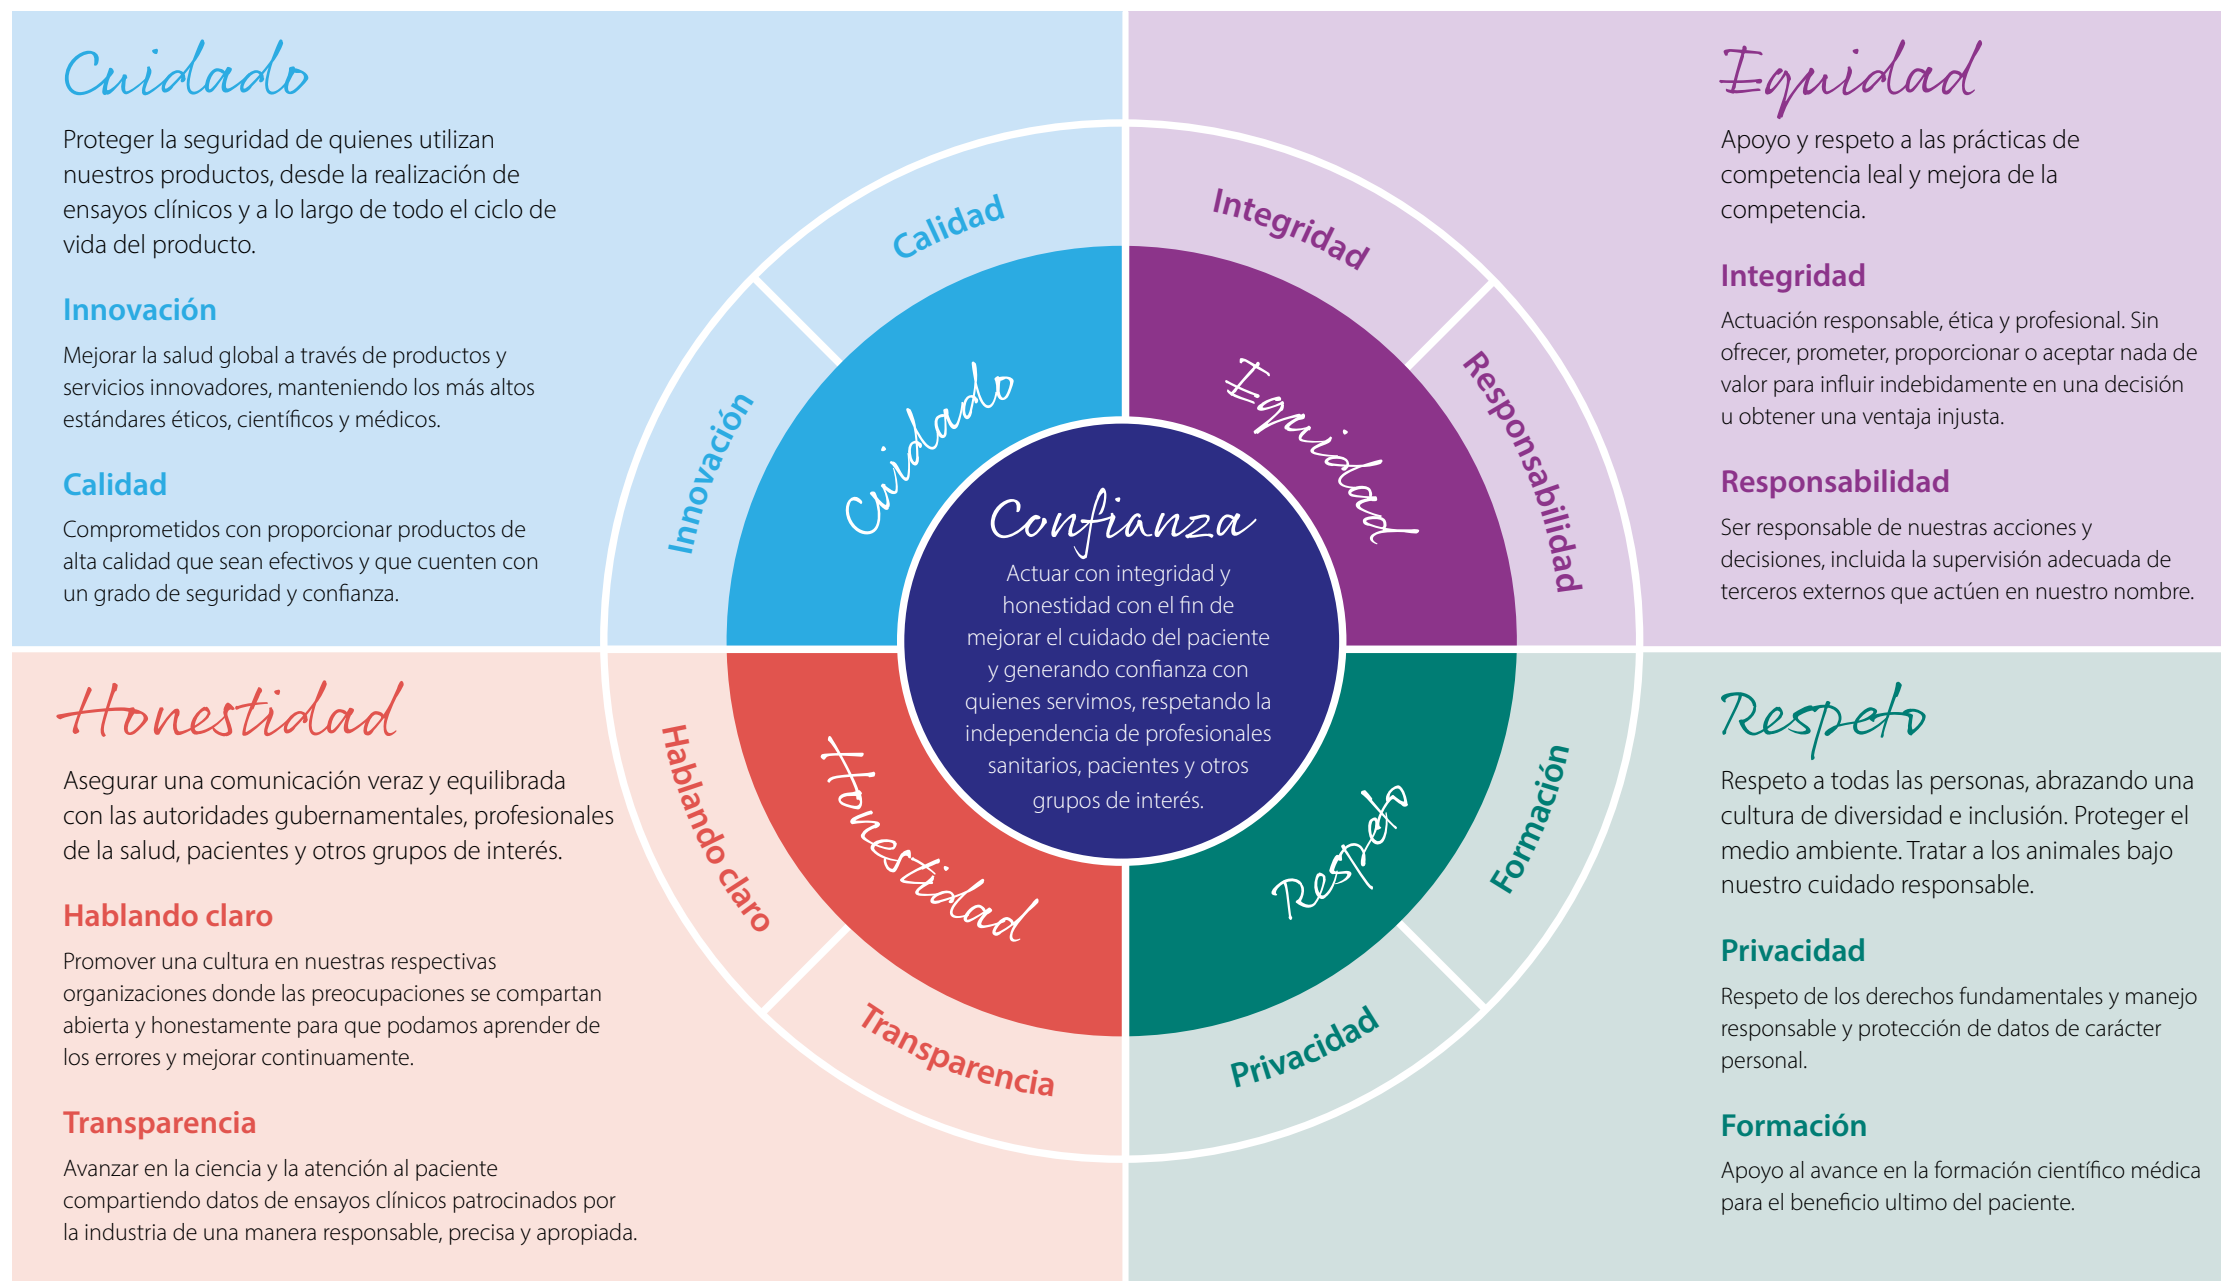 Cuidado
Proteger la seguridad de quienes utilizan
nuestros productos, desde la realización de
ensayos clínicos y a lo largo de todo el ciclo de
vida del producto.
Innovación
Mejorar la salud global a través de productos y
servicios innovadores, manteniendo los más altos
estándares éticos, científicos y médicos.
Calidad
Comprometidos con proporcionar productos de
alta calidad que sean efectivos y que cuenten con
un grado de seguridad y confianza.
Equidad
Apoyo y respeto a las prácticas de
competencia leal y mejora de la
competencia.
Integridad
Actuación responsable, ética y profesional. Sin
ofrecer, prometer, proporcionar o aceptar nada de
valor para influir indebidamente en una decisión
u obtener una ventaja injusta.
Responsabilidad
Ser responsable de nuestras acciones y
decisiones, incluida la supervisión adecuada de
terceros externos que actúen en nuestro nombre.
Innovación
Calidad
Integridad
Responsabilidad
Cuidado
Equidad
Confianza
Actuar con integridad y
honestidad con el fin de
mejorar el cuidado del paciente
y generando confianza con
quienes servimos, respetando la
independencia de profesionales
sanitarios, pacientes y otros
grupos de interés.
Honestidad
Respeto
Hablando claro
Transparencia
Privacidad
Formación
Honestidad
Asegurar una comunicación veraz y equilibrada
con las autoridades gubernamentales, profesionales
de la salud, pacientes y otros grupos de interés.
Hablando claro
Promover una cultura en nuestras respectivas
organizaciones donde las preocupaciones se compartan
abierta y honestamente para que podamos aprender de
los errores y mejorar continuamente.
Transparencia
Avanzar en la ciencia y la atención al paciente
compartiendo datos de ensayos clínicos patrocinados por
la industria de una manera responsable, precisa y apropiada.
Respeto
Respeto a todas las personas, abrazando una
cultura de diversidad e inclusión. Proteger el
medio ambiente. Tratar a los animales bajo
nuestro cuidado responsable.
Privacidad
Respeto de los derechos fundamentales y manejo
responsable y protección de datos de carácter
personal.
Formación
Apoyo al avance en la formación científico médica
para el beneficio ultimo del paciente.